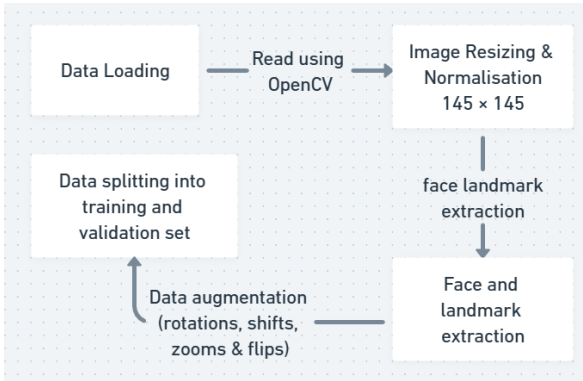 Data Loading
Read using
OpenCV
Image Resizing &
Normalisation
145 × 145
face landmark
extraction
Face and
landmark
extraction
Data augmentation
(rotations, shifts,
zooms & flips)
Data splitting into
training and
validation set